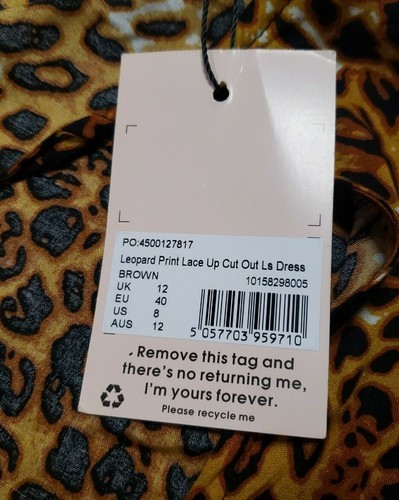 PO:4500127817
Leopard Print Lace Up Cut Out Ls Dress
BROWN 10158298005
UK 12
EU 40
US 8
AUS 12
5 057703 959710
. Remove this tag and
there's no returning me,
I'm yours forever.
Please recycle me